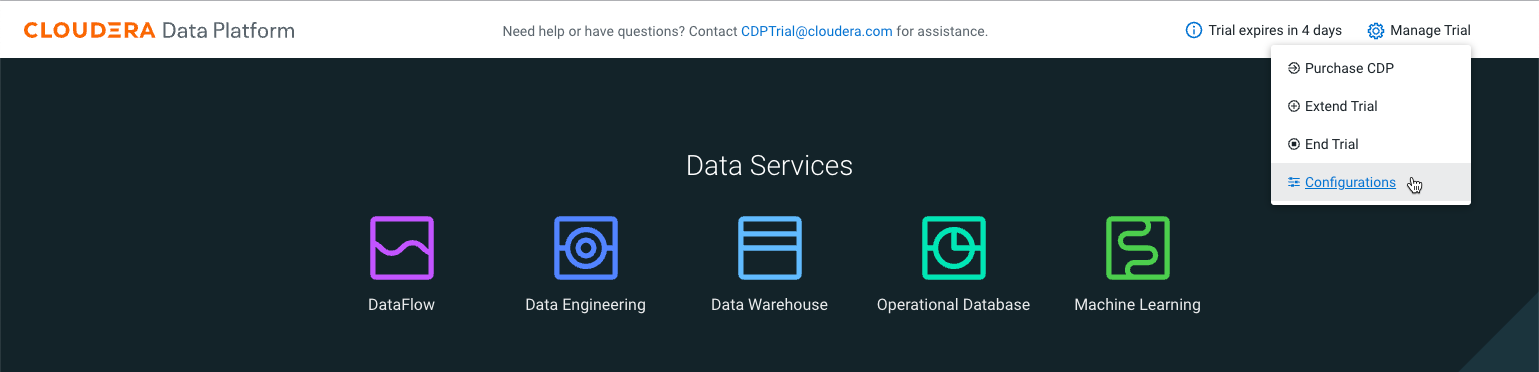 CLOUDERA Data Platform
Need help or have questions? Contact CDPTrial@cloudera.com for assistance.
Trial expires in 4 days
Manage Trial
Purchase CDP
Extend Trial
End Trial
Configurations
Data Services
DataFlow
Data Engineering
Data Warehouse
Operational Database
Machine Learning